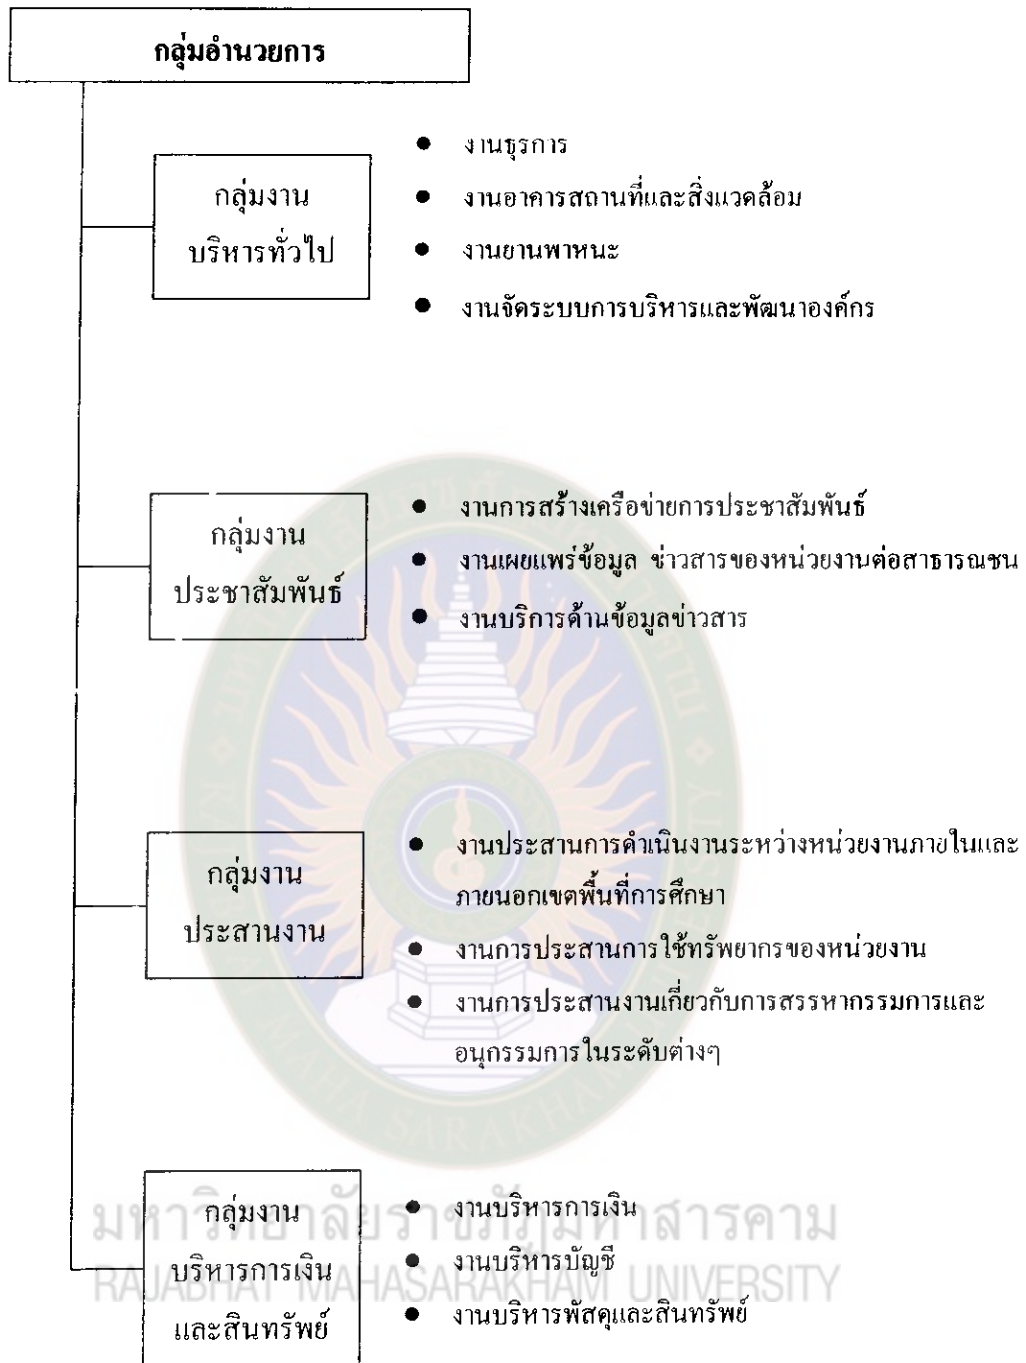 กลุ่มอำนวยการ
กลุ่มงาน
บริหารทั่วไป
● งานธุรการ
● งานอาคารสถานที่และสิ่งแวดล้อม
● งานยานพาหนะ
● งานจัดระบบการบริหารและพัฒนาองค์กร
กลุ่มงาน
ประชาสัมพันธ์
● งานการสร้างเครือข่ายการประชาสัมพันธ์
● งานเผยแพร่ข้อมูล ข่าวสารของหน่วยงานต่อสาธารณชน
● งานบริการด้านข้อมูลข่าวสาร
กลุ่มงาน
ประสานงาน
● งานประสานการดำเนินงานระหว่างหน่วยงานภายในและ
ภายนอกเขตพื้นที่การศึกษา
● งานการประสานการใช้ทรัพยากรของหน่วยงาน
● งานการประสานงานเกี่ยวกับการสรรหากรรมการและ
อนุกรรมการในระดับต่างๆ
กลุ่มงาน
บริหารการเงิน
และสินทรัพย์
● งานบริหารการเงิน
● งานบริหารบัญชี
● งานบริหารพัสดุและสินทรัพย์
มหาวิทยาลัยราชภัฏมหาสารคาม
RAJABHAT MAHASARAKHAM UNIVERSITY
MAHA SARAKHAM